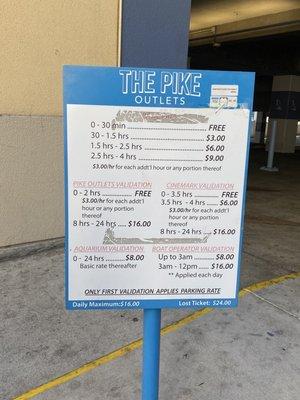 THE PIKE
OUTLETS
0 - 30 min FREE
30 - 1.5 hrs $3.00
1.5 hrs - 2.5 hrs $6.00
2.5 hrs - 4 hrs $9.00
$3.00/hr for each addt'l hour or any portion thereof
PIKE OUTLETS VALIDATION
0 - 2 hrs FREE
$3.00/hr for each addt'l
hour or any portion
thereof
8 hrs - 24 hrs $16.00
CINEMARK VALIDATION
0 - 3.5 hrs FREE
3.5 hrs - 4 hrs $6.00
$3.00/hr for each addt'l
hour or any portion
thereof
8 hrs - 24 hrs $16.00
AQUARIUM VALIDATION
0 - 24 hrs $8.00
Basic rate thereafter
BOAT OPERATOR VALIDATION
Up to 3am $8.00
3am - 12pm $16.00
** Applied each day
ONLY FIRST VALIDATION APPLIES PARKING RATE
Daily Maximum:$16.00 Lost Ticket: $24.00